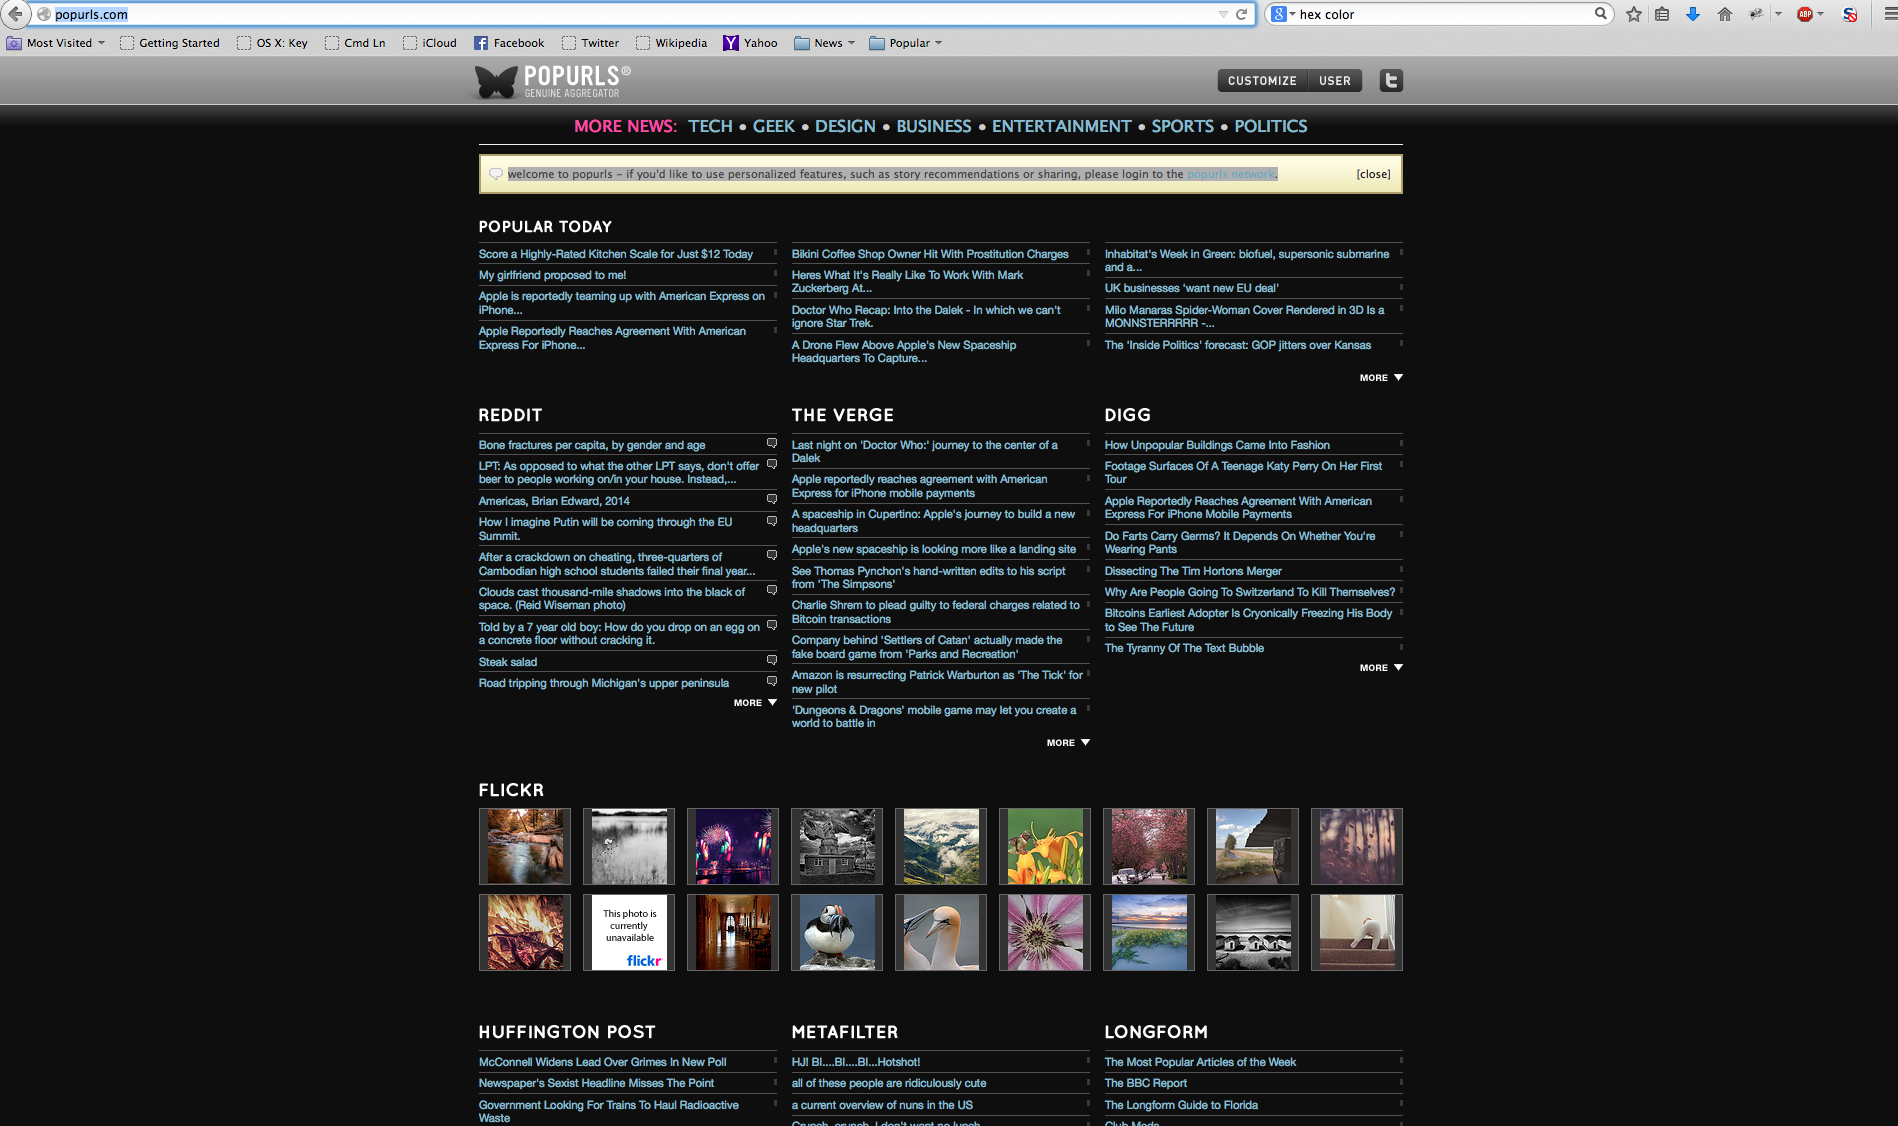 popurls.com
hex color
Most Visited
Getting Started
OS X: Key
Cmd Ln
iCloud
Facebook
Twitter
Wikipedia
Yahoo
News
Popular
POPURLS®
GENUINE AGGREGATOR
CUSTOMIZE
USER
MORE NEWS: TECH • GEEK • DESIGN • BUSINESS • ENTERTAINMENT • SPORTS • POLITICS
welcome to popurls – if you'd like to use personalized features, such as story recommendations or sharing, please login to the popurls network.
[close]
POPULAR TODAY
Score a Highly-Rated Kitchen Scale for Just $12 Today
My girlfriend proposed to me!
Apple is reportedly teaming up with American Express on
iPhone...
Apple Reportedly Reaches Agreement With American
Express For iPhone...
Bikini Coffee Shop Owner Hit With Prostitution Charges
Heres What It's Really Like To Work With Mark
Zuckerberg At...
Doctor Who Recap: Into the Dalek - In which we can't
ignore Star Trek.
A Drone Flew Above Apple's New Spaceship
Headquarters To Capture...
Inhabitat's Week in Green: biofuel, supersonic submarine
and a...
UK businesses 'want new EU deal'
Milo Manaras Spider-Woman Cover Rendered in 3D Is a
MONNSTERRRRR -...
The 'Inside Politics' forecast: GOP jitters over Kansas
MORE
REDDIT
Bone fractures per capita, by gender and age
LPT: As opposed to what the other LPT says, don't offer
beer to people working on/in your house. Instead,...
Americas, Brian Edward, 2014
How I imagine Putin will be coming through the EU
Summit.
After a crackdown on cheating, three-quarters of
Cambodian high school students failed their final year...
Clouds cast thousand-mile shadows into the black of
space. (Reid Wiseman photo)
Told by a 7 year old boy: How do you drop on an egg on
a concrete floor without cracking it.
Steak salad
Road tripping through Michigan's upper peninsula
MORE
THE VERGE
Last night on 'Doctor Who:' journey to the center of a
Dalek
Apple reportedly reaches agreement with American
Express for iPhone mobile payments
A spaceship in Cupertino: Apple's journey to build a new
headquarters
Apple's new spaceship is looking more like a landing site
See Thomas Pynchon's hand-written edits to his script
from 'The Simpsons'
Charlie Shrem to plead guilty to federal charges related to
Bitcoin transactions
Company behind 'Settlers of Catan' actually made the
fake board game from 'Parks and Recreation'
Amazon is resurrecting Patrick Warburton as 'The Tick' for
new pilot
'Dungeons & Dragons' mobile game may let you create a
world to battle in
MORE
DIGG
How Unpopular Buildings Came Into Fashion
Footage Surfaces Of A Teenage Katy Perry On Her First
Tour
Apple Reportedly Reaches Agreement With American
Express For iPhone Mobile Payments
Do Farts Carry Germs? It Depends On Whether You're
Wearing Pants
Dissecting The Tim Hortons Merger
Why Are People Going To Switzerland To Kill Themselves?
Bitcoins Earliest Adopter Is Cryonically Freezing His Body
to See The Future
The Tyranny Of The Text Bubble
MORE
FLICKR
This photo is
currently
unavailable
flickr
HUFFINGTON POST
McConnell Widens Lead Over Grimes In New Poll
Newspaper's Sexist Headline Misses The Point
Government Looking For Trains To Haul Radioactive
Waste
METAFILTER
HJ! BI....BI....BI...Hotshot!
all of these people are ridiculously cute
a current overview of nuns in the US
Crunch, crunch, I don't want no lunch
LONGFORM
The Most Popular Articles of the Week
The BBC Report
The Longform Guide to Florida
Club Meds